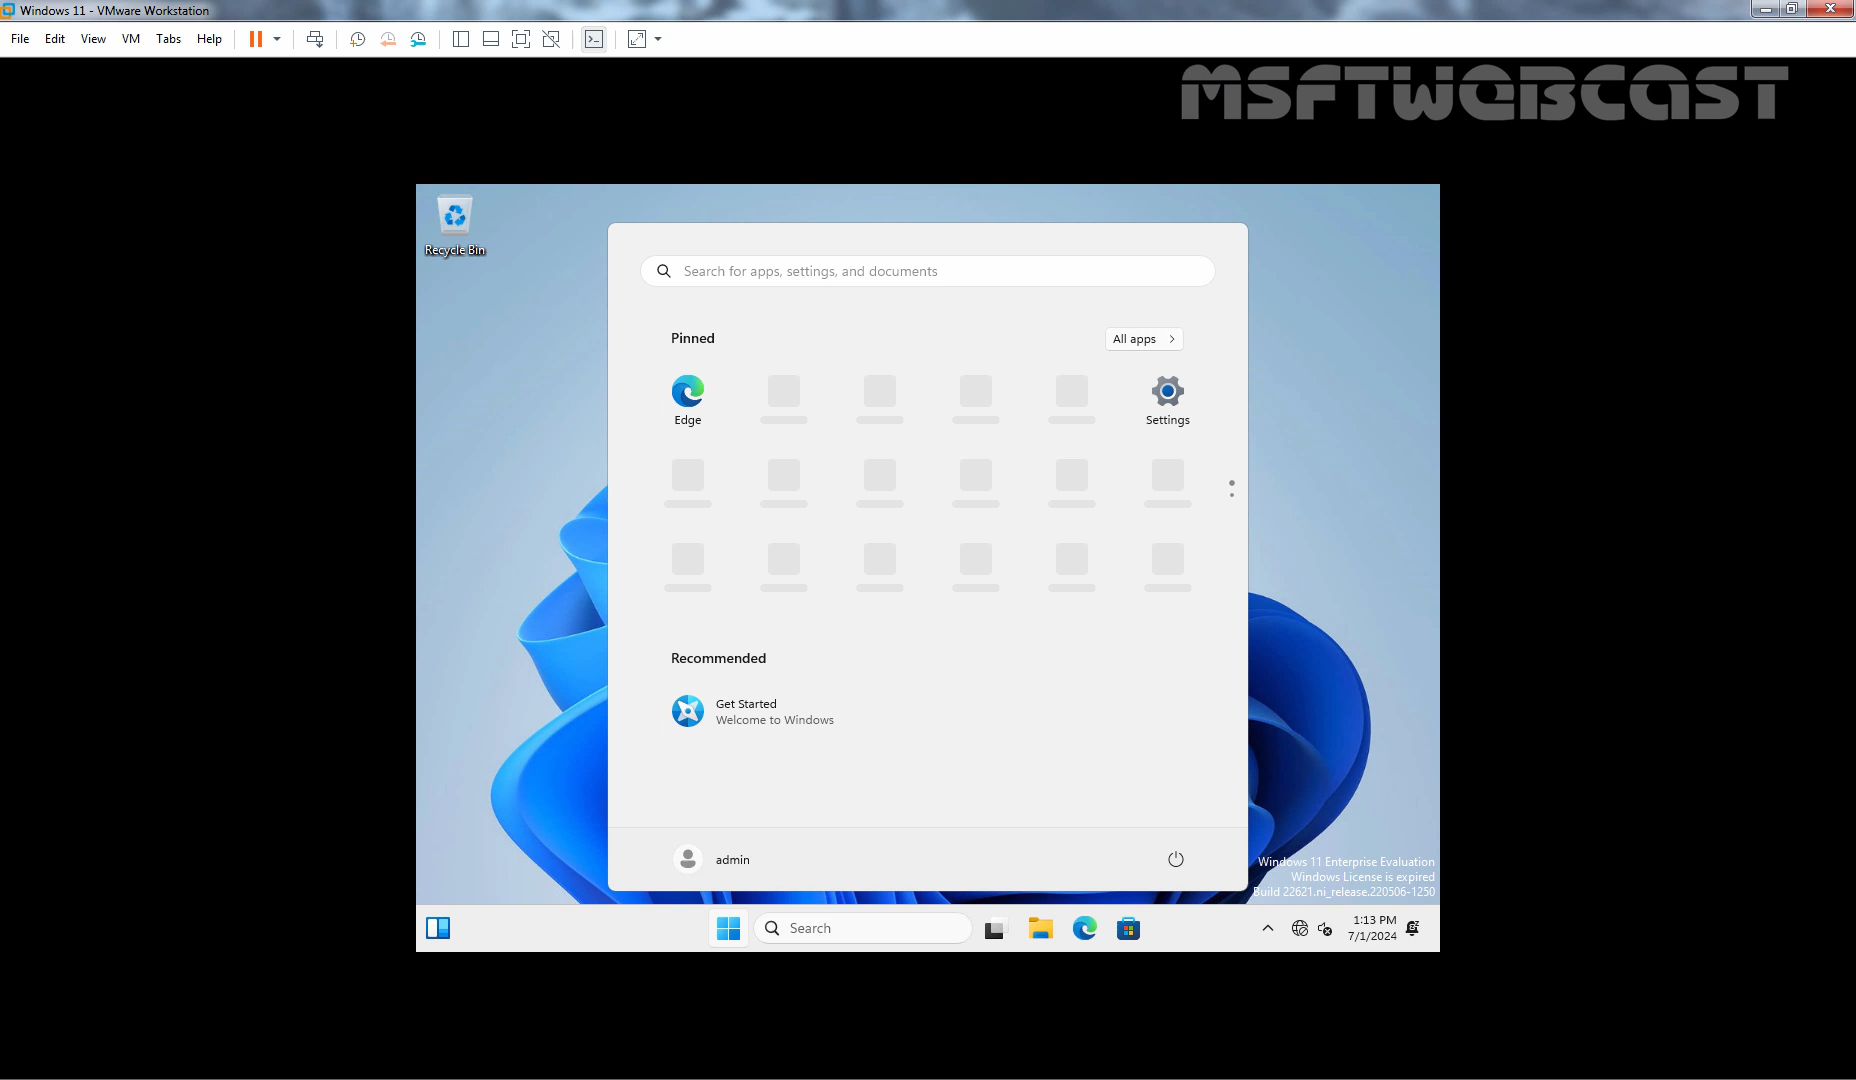 Windows 11 - VMware Workstation
File Edit View VM Tabs Help
MSFTWEBCAST
Recycle Bin
Search for apps, settings, and documents
Pinned
All apps
Edge
Settings
Recommended
Get Started
Welcome to Windows
admin
Windows 11 Enterprise Evaluation
Windows License is expired
Build 22621.ni_release.220506-1250
Search
1:13 PM
7/1/2024